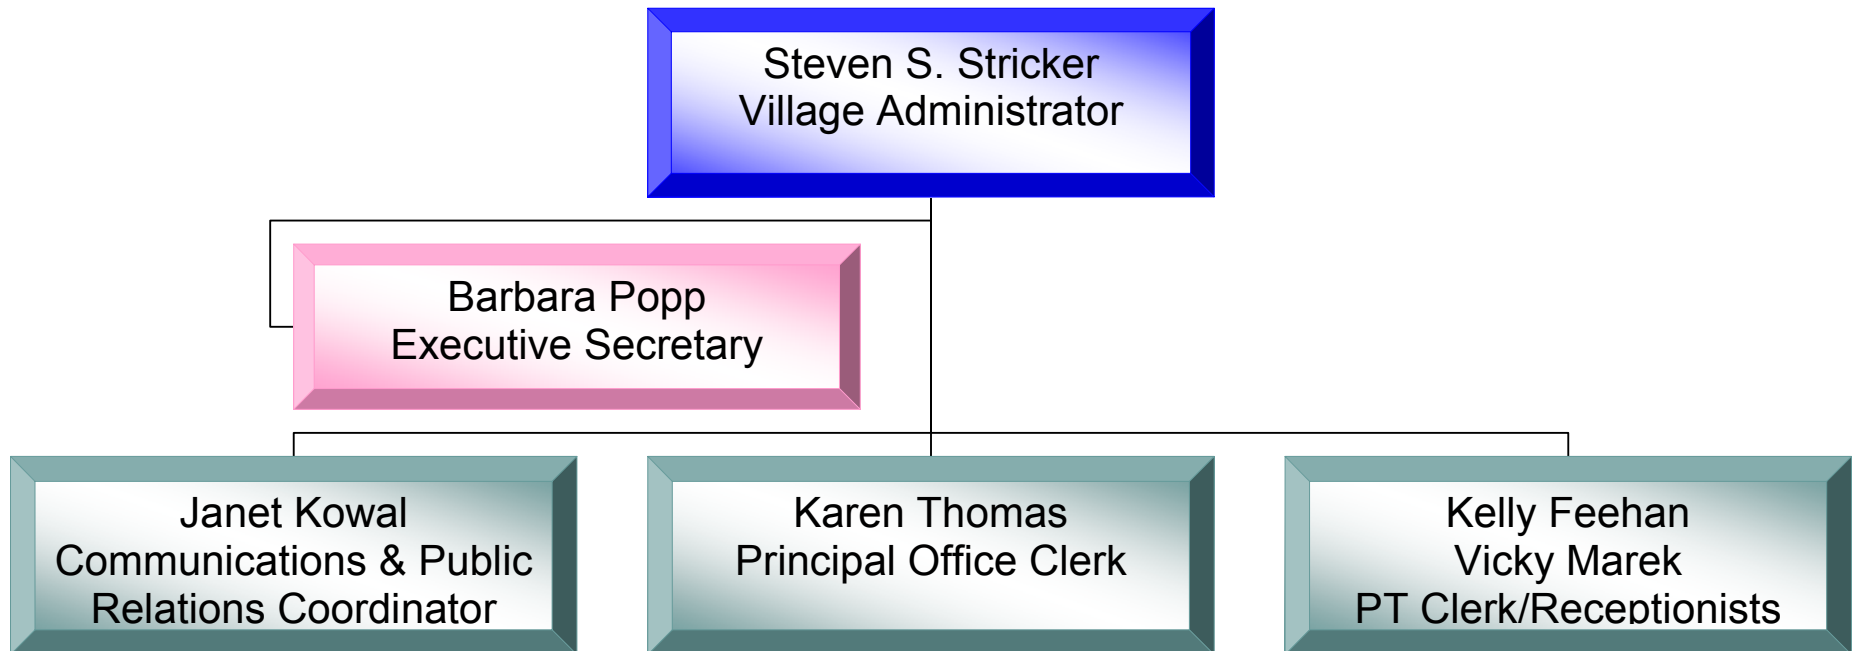 Steven S. Stricker
Village Administrator
Barbara Popp
Executive Secretary
Janet Kowal
Communications & Public
Relations Coordinator
Karen Thomas
Principal Office Clerk
Kelly Feehan
Vicky Marek
PT Clerk/Receptionists